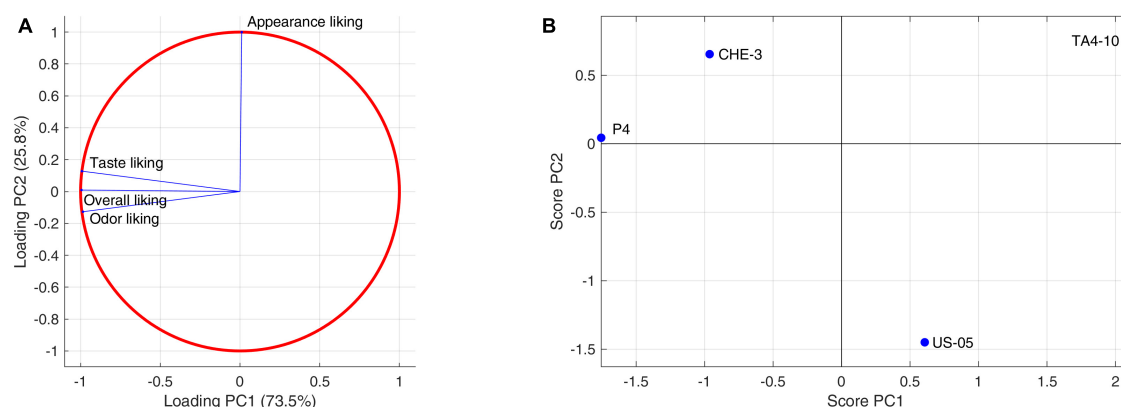 A
Appearance liking
1
0.8
0.6
0.4
0.2
0
-0.2
-0.4
-0.6
-0.8
-1
Taste liking
Overall liking
Odor liking
Loading PC2 (25.8%)
-1
-0.5
0
0.5
1
Loading PC1 (73.5%)
B
TA4-10
CHE-3
P4
US-05
0.5
0
-0.5
-1
-1.5
Score PC2
-1.5
-1
-0.5
0
0.5
1
1.5
2
Score PC1